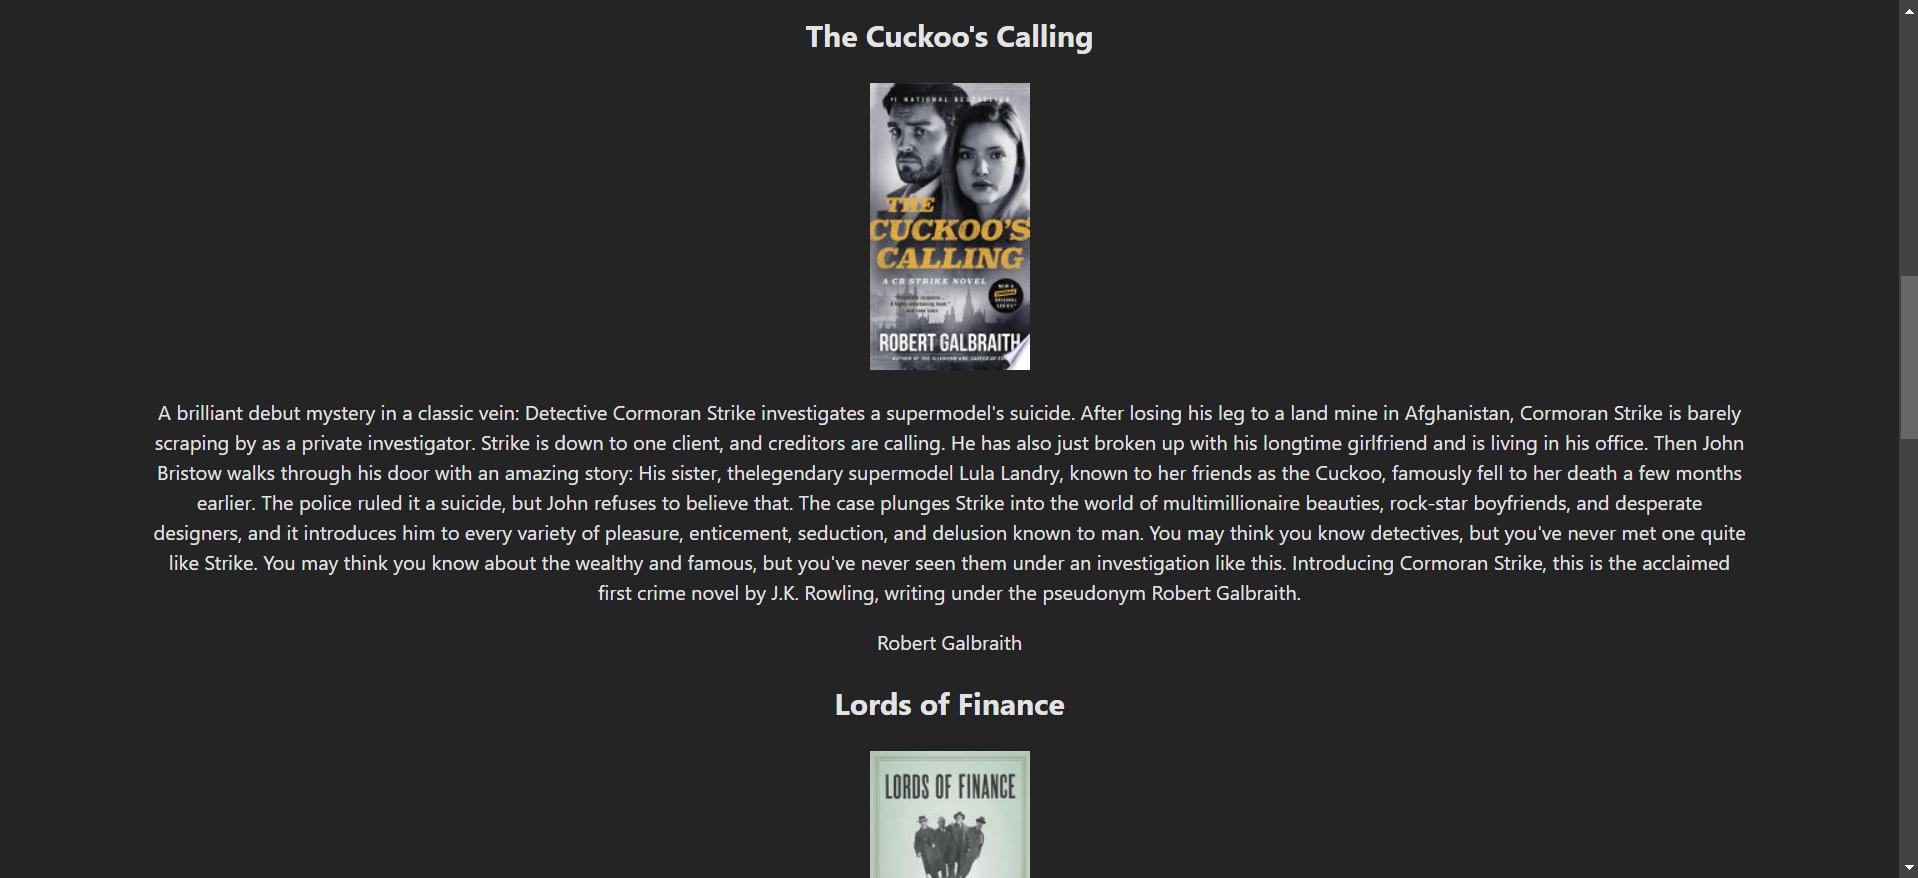 The Cuckoo's Calling
#1 NATIONAL BESTSELLER
THE
CUCKOO'S
CALLING
A CB STRIKE NOVEL
ROBERT GALBRAITH
A brilliant debut mystery in a classic vein: Detective Cormoran Strike investigates a supermodel's suicide. After losing his leg to a land mine in Afghanistan, Cormoran Strike is barely
scraping by as a private investigator. Strike is down to one client, and creditors are calling. He has also just broken up with his longtime girlfriend and is living in his office. Then John
Bristow walks through his door with an amazing story: His sister, thelegendary supermodel Lula Landry, known to her friends as the Cuckoo, famously fell to her death a few months
earlier. The police ruled it a suicide, but John refuses to believe that. The case plunges Strike into the world of multimillionaire beauties, rock-star boyfriends, and desperate
designers, and it introduces him to every variety of pleasure, enticement, seduction, and delusion known to man. You may think you know detectives, but you've never met one quite
like Strike. You may think you know about the wealthy and famous, but you've never seen them under an investigation like this. Introducing Cormoran Strike, this is the acclaimed
first crime novel by J.K. Rowling, writing under the pseudonym Robert Galbraith.
Robert Galbraith
Lords of Finance
LORDS OF FINANCE